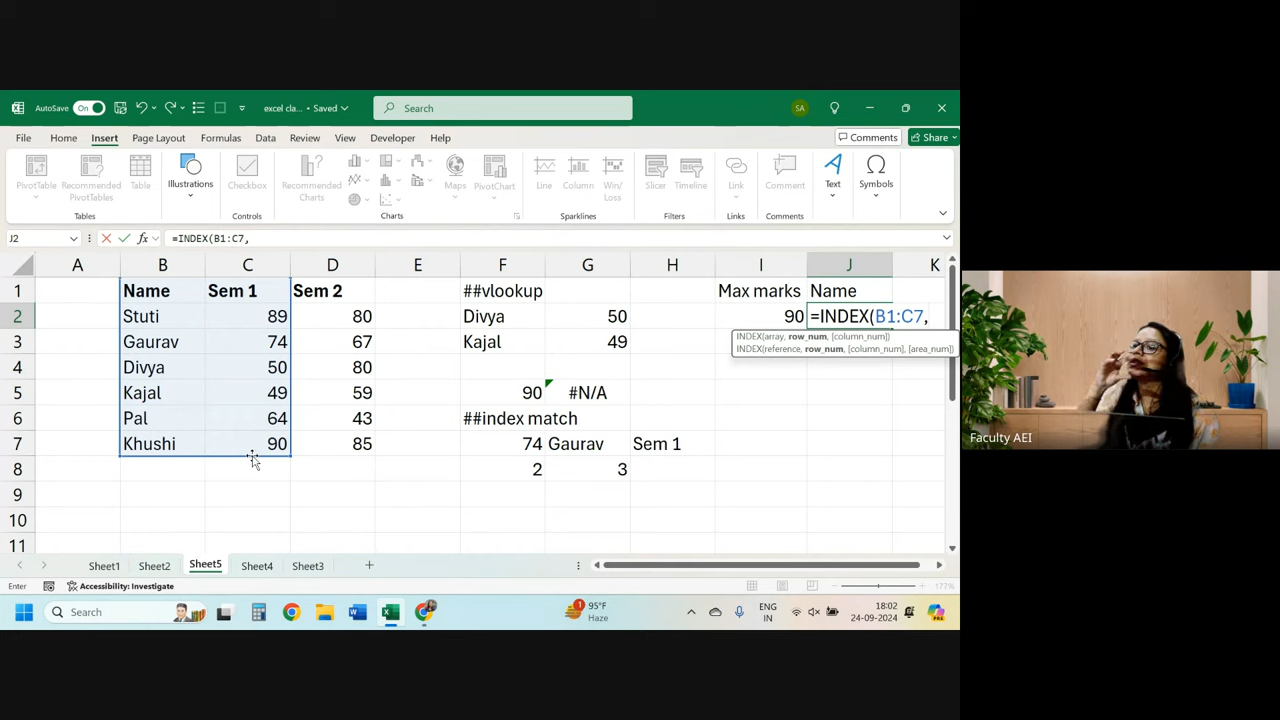 AutoSave On excel cla... • Saved Search SA
File Home Insert Page Layout Formulas Data Review View Developer Help Comments Share
PivotTable Recommended PivotTables Table Illustrations Checkbox Recommended Charts Maps PivotChart Line Column Win/Loss Slicer Timeline Link Comment Text Symbols
Tables Controls Charts Sparklines Filters Links Comments
J2 fx =INDEX(B1:C7,
A B C D E F G H I J K
1 Name Sem 1 Sem 2 ##vlookup Max marks Name
2 Stuti 89 80 Divya 50 90 =INDEX(B1:C7,
INDEX(array, row_num, [column_num])
3 Gaurav 74 67 Kajal 49
INDEX(reference, row_num, [column_num], [area_num])
4 Divya 50 80
5 Kajal 49 59 90 #N/A
6 Pal 64 43 ##index match
7 Khushi 90 85 74 Gaurav Sem 1
8 2 3
9
10
11
Sheet1 Sheet2 Sheet5 Sheet4 Sheet3
Enter Accessibility: Investigate 177%
Search 1 95°F Haze ENG IN 18:02 24-09-2024
Faculty AEI